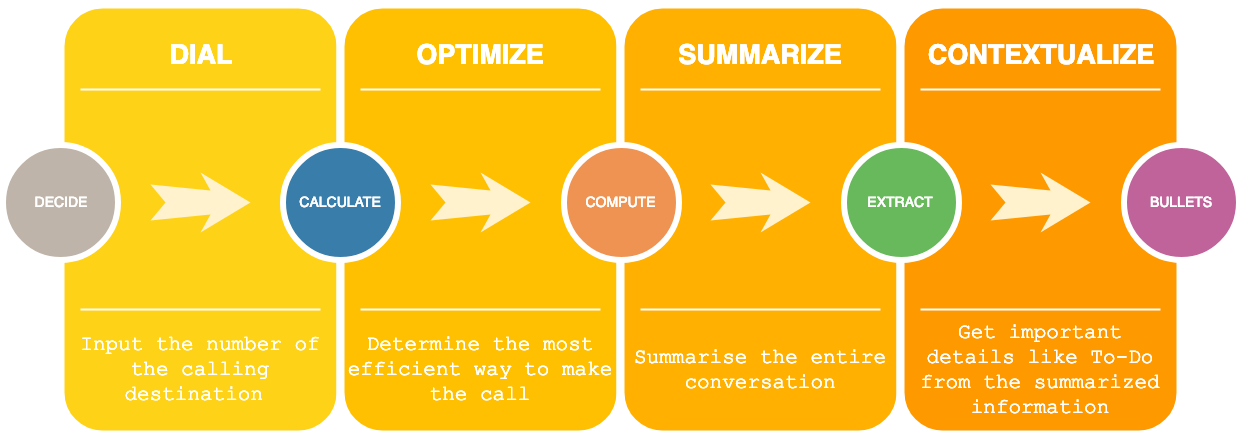 DIAL
OPTIMIZE
SUMMARIZE
CONTEXTUALIZE
DECIDE
CALCULATE
COMPUTE
EXTRACT
BULLETS
Input the number of
the calling
destination
Determine the most
efficient way to make
the call
Summarise the entire
conversation
Get important
details like To-Do
from the summarized
information